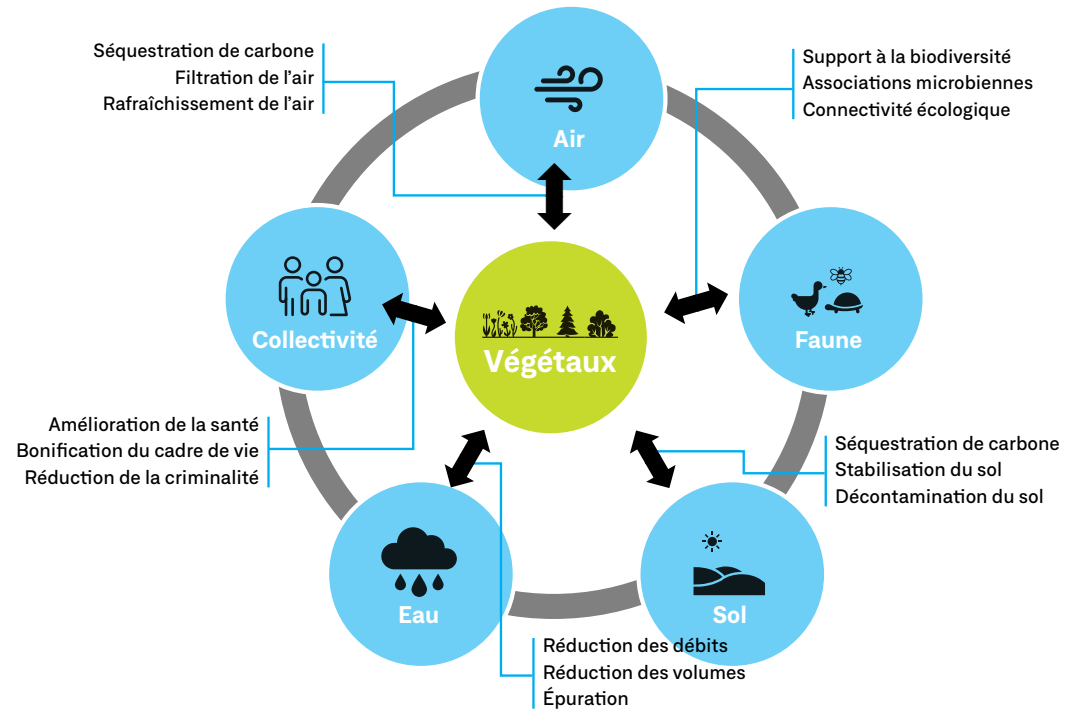 Séquestration de carbone
Filtration de l'air
Rafraîchissement de l'air
Support à la biodiversité
Associations microbiennes
Connectivité écologique
Air
Collectivité
Végétaux
Faune
Amélioration de la santé
Bonification du cadre de vie
Réduction de la criminalité
Séquestration de carbone
Stabilisation du sol
Décontamination du sol
Eau
Sol
Réduction des débits
Réduction des volumes
Épuration